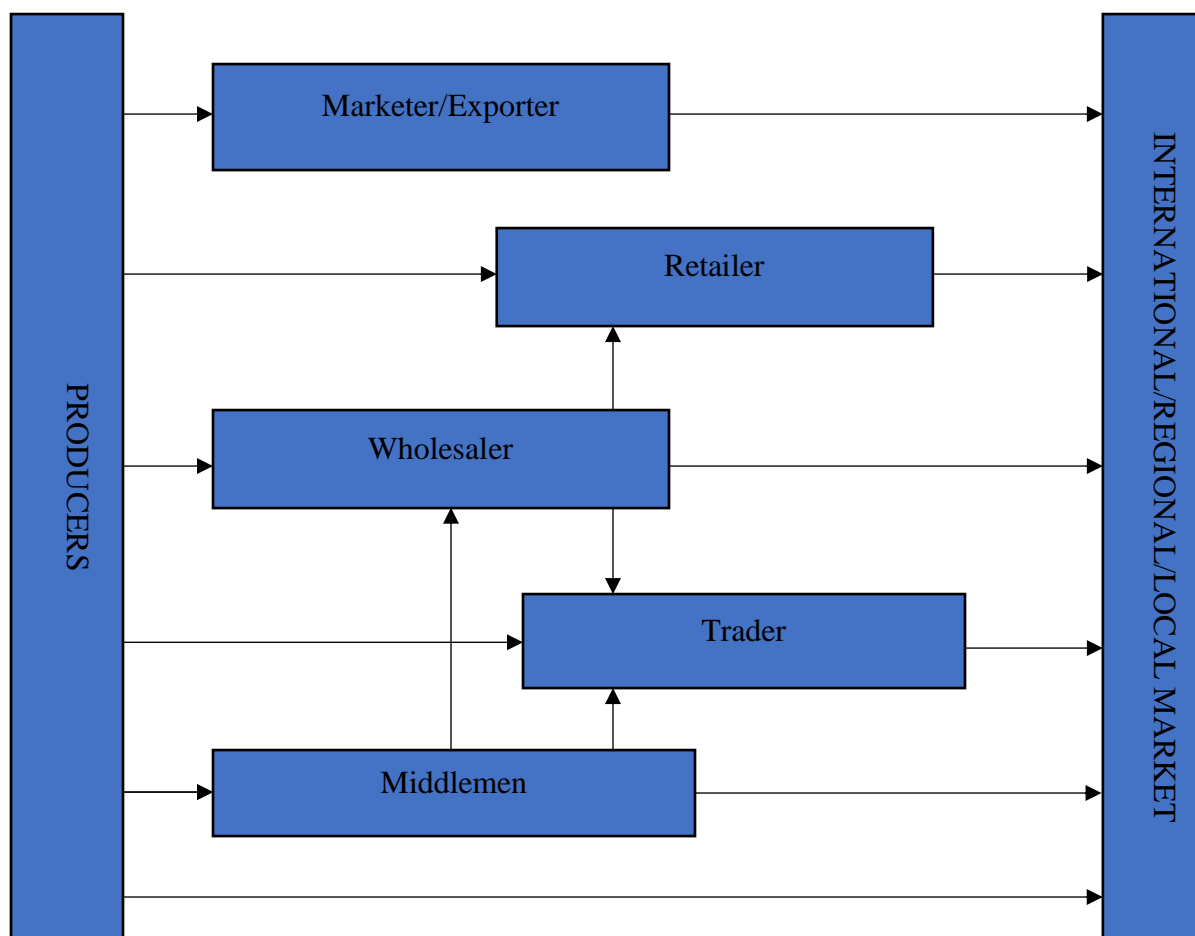 PRODUCERS
Marketer/Exporter
Retailer
Wholesaler
Trader
Middlemen
INTERNATIONAL/REGIONAL/LOCAL MARKET